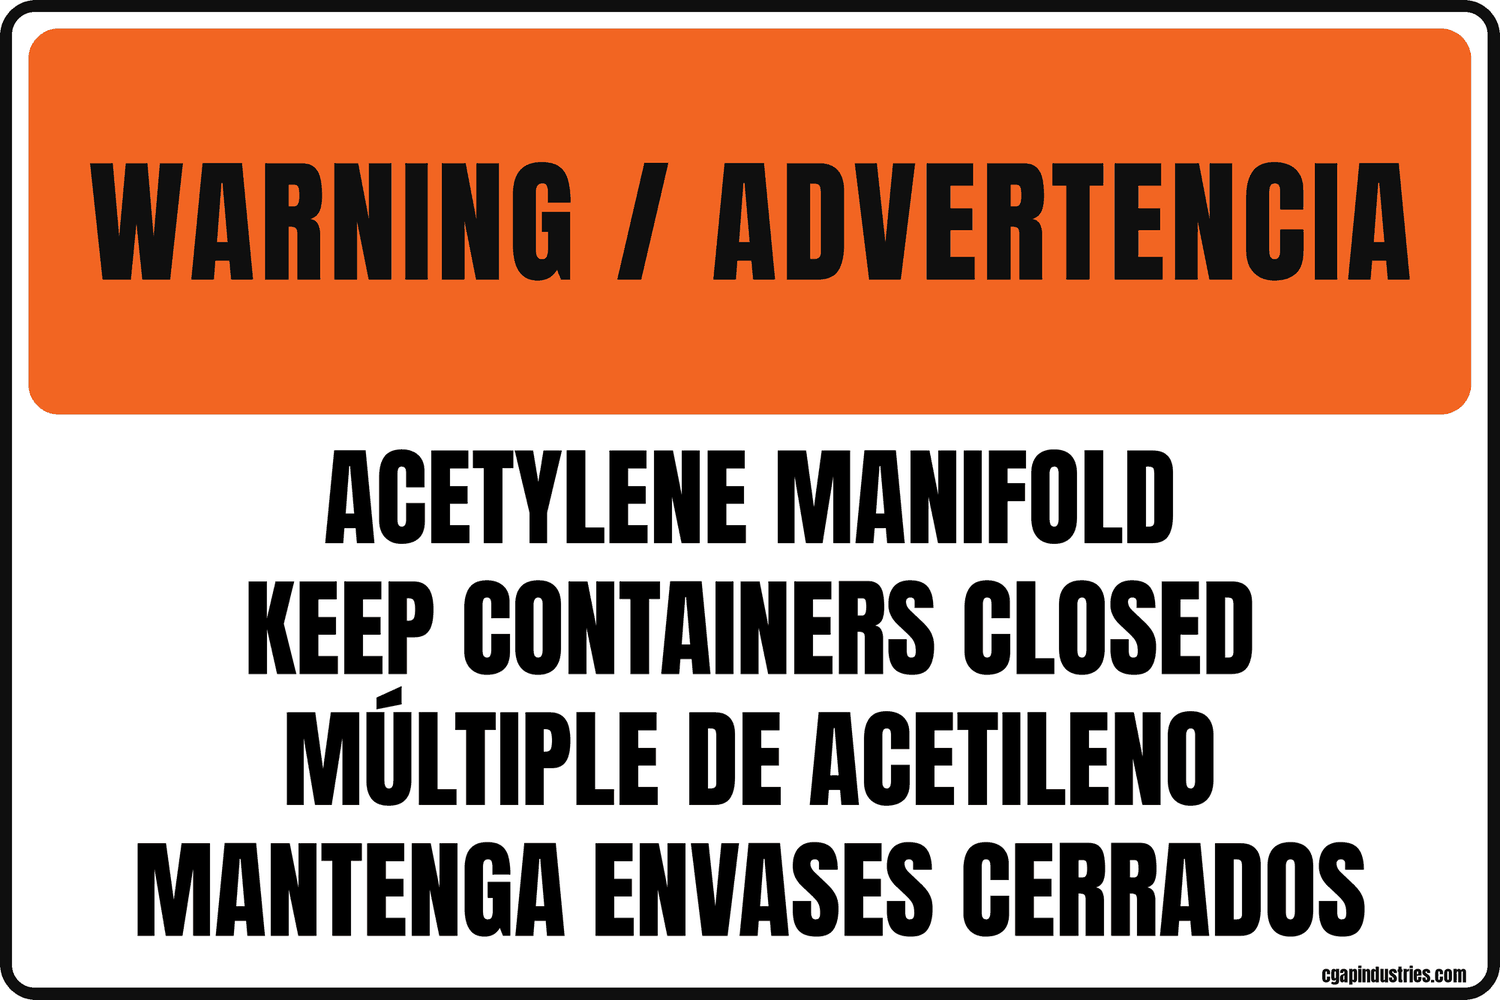 WARNING / ADVERTENCIA
ACETYLENE MANIFOLD
KEEP CONTAINERS CLOSED
MÚLTIPLE DE ACETILENO
MANTENGA ENVASES CERRADOS
cgapindustries.com